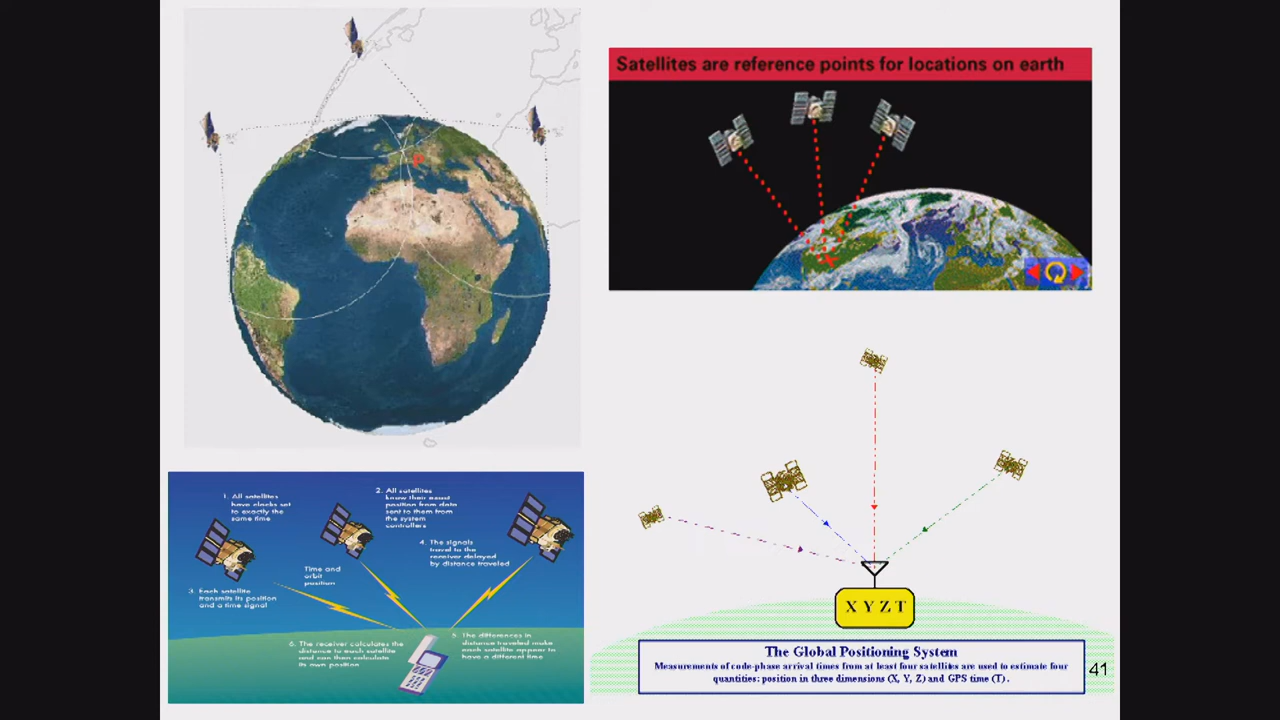 P
Satellites are reference points for locations on earth
1. All satellites
have clocks set
to exactly the
same time
2. All satellites
know their exact
position from data
sent to them from
the system
controllers
3. Each satellite
transmits its position
and a time signal
Time and
orbit
position
4. The signals
travel to the
receiver delayed
by distance traveled
5. The differences in
distance traveled make
each satellite appear to
have a different time
6. The receiver calculates the
distance to each satellite
and can then calculate
its own position
X Y Z T
The Global Positioning System
Measurements of code-phase arrival times from at least four satellites are used to estimate four
quantities: position in three dimensions (X, Y, Z) and GPS time (T).
41